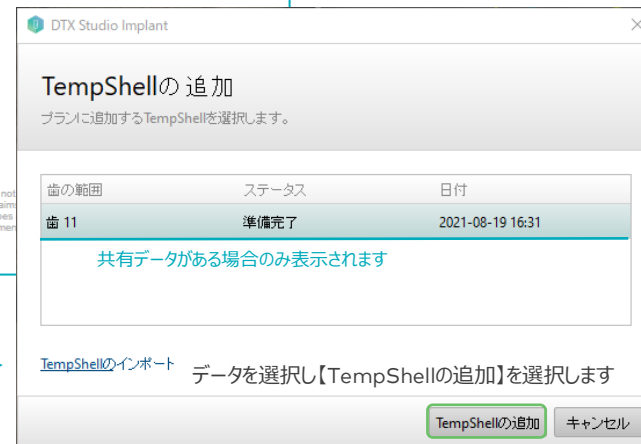 DTX Studio Implant
TempShellの 追加
プランに追加するTempShellを選択します。
歯の範囲 ステータス 日付
歯 11 準備完了 2021-08-19 16:31
共有データがある場合のみ表示されます
TempShellのインポート
データを選択し【TempShellの追加】を選択します
TempShellの追加 キャンセル